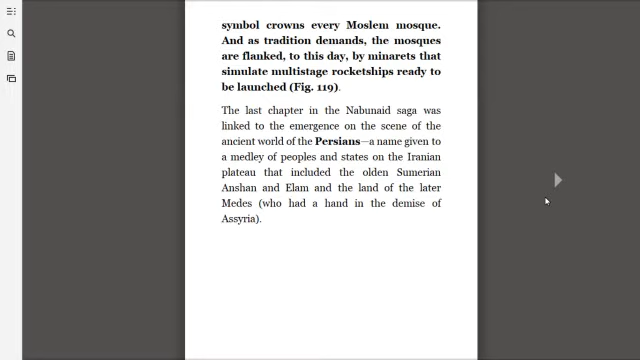 symbol crowns every Moslem mosque.
And as tradition demands, the mosques
are flanked, to this day, by minarets that
simulate multistage rocketships ready to
be launched (Fig. 119).
The last chapter in the Nabunaid saga was
linked to the emergence on the scene of the
ancient world of the Persians—a name given to
a medley of peoples and states on the Iranian
plateau that included the olden Sumerian
Anshan and Elam and the land of the later
Medes (who had a hand in the demise of
Assyria).